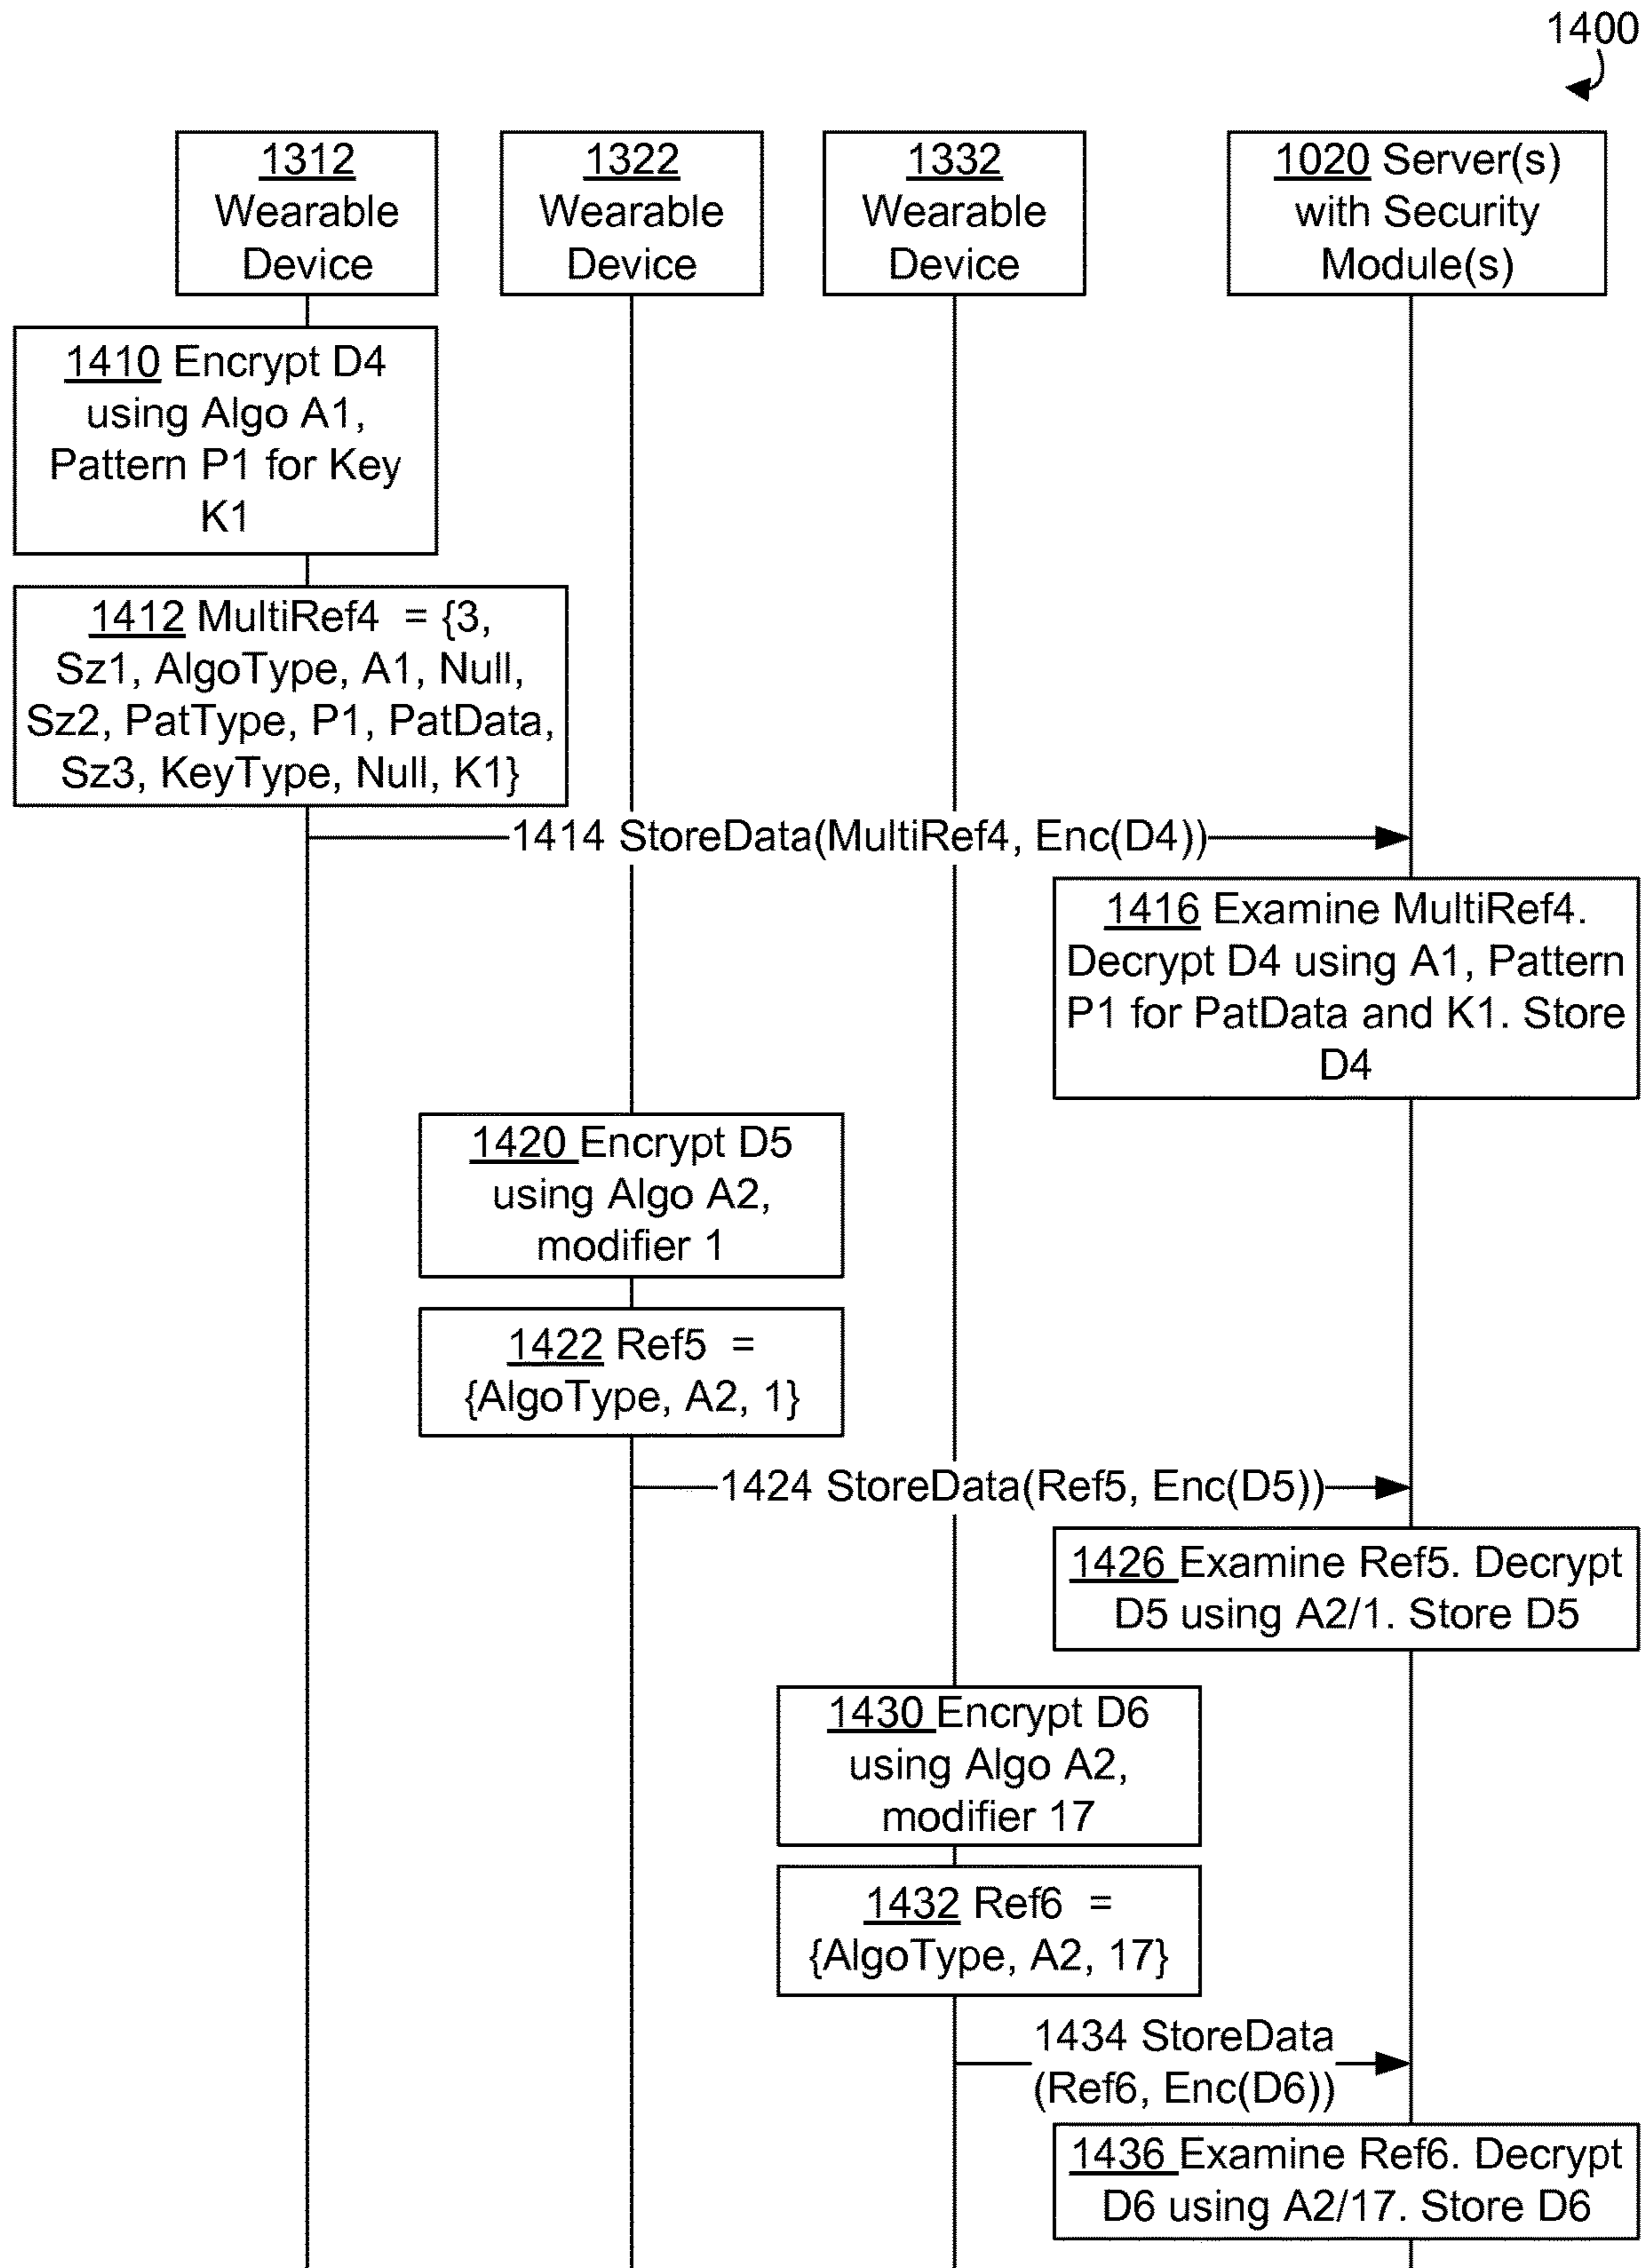 1400
1312
Wearable
Device
1322
Wearable
Device
1332
Wearable
Device
1020 Server(s)
with Security
Module(s)
1410 Encrypt D4
using Algo A1,
Pattern P1 for Key
K1
1412 MultiRef4 = {3,
Sz1, AlgoType, A1, Null,
Sz2, PatType, P1, PatData,
Sz3, KeyType, Null, K1}
1414 StoreData(MultiRef4, Enc(D4))
1416 Examine MultiRef4.
Decrypt D4 using A1, Pattern
P1 for PatData and K1. Store
D4
1420 Encrypt D5
using Algo A2,
modifier 1
1422 Ref5 =
{AlgoType, A2, 1}
1424 StoreData(Ref5, Enc(D5))
1426 Examine Ref5. Decrypt
D5 using A2/1. Store D5
1430 Encrypt D6
using Algo A2,
modifier 17
1432 Ref6 =
{AlgoType, A2, 17}
1434 StoreData
(Ref6, Enc(D6))
1436 Examine Ref6. Decrypt
D6 using A2/17. Store D6